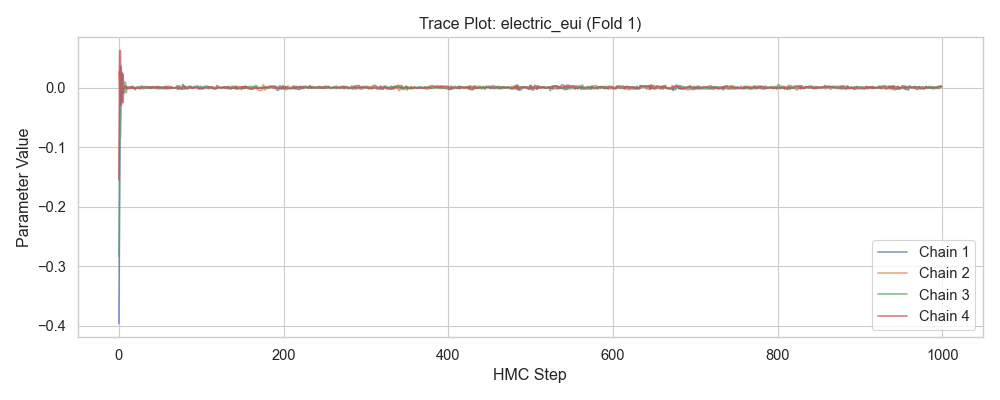 Trace Plot: electric_eui (Fold 1)
Parameter Value
0.0
−0.1
−0.2
−0.3
−0.4
0
200
400
600
800
1000
HMC Step
Chain 1
Chain 2
Chain 3
Chain 4